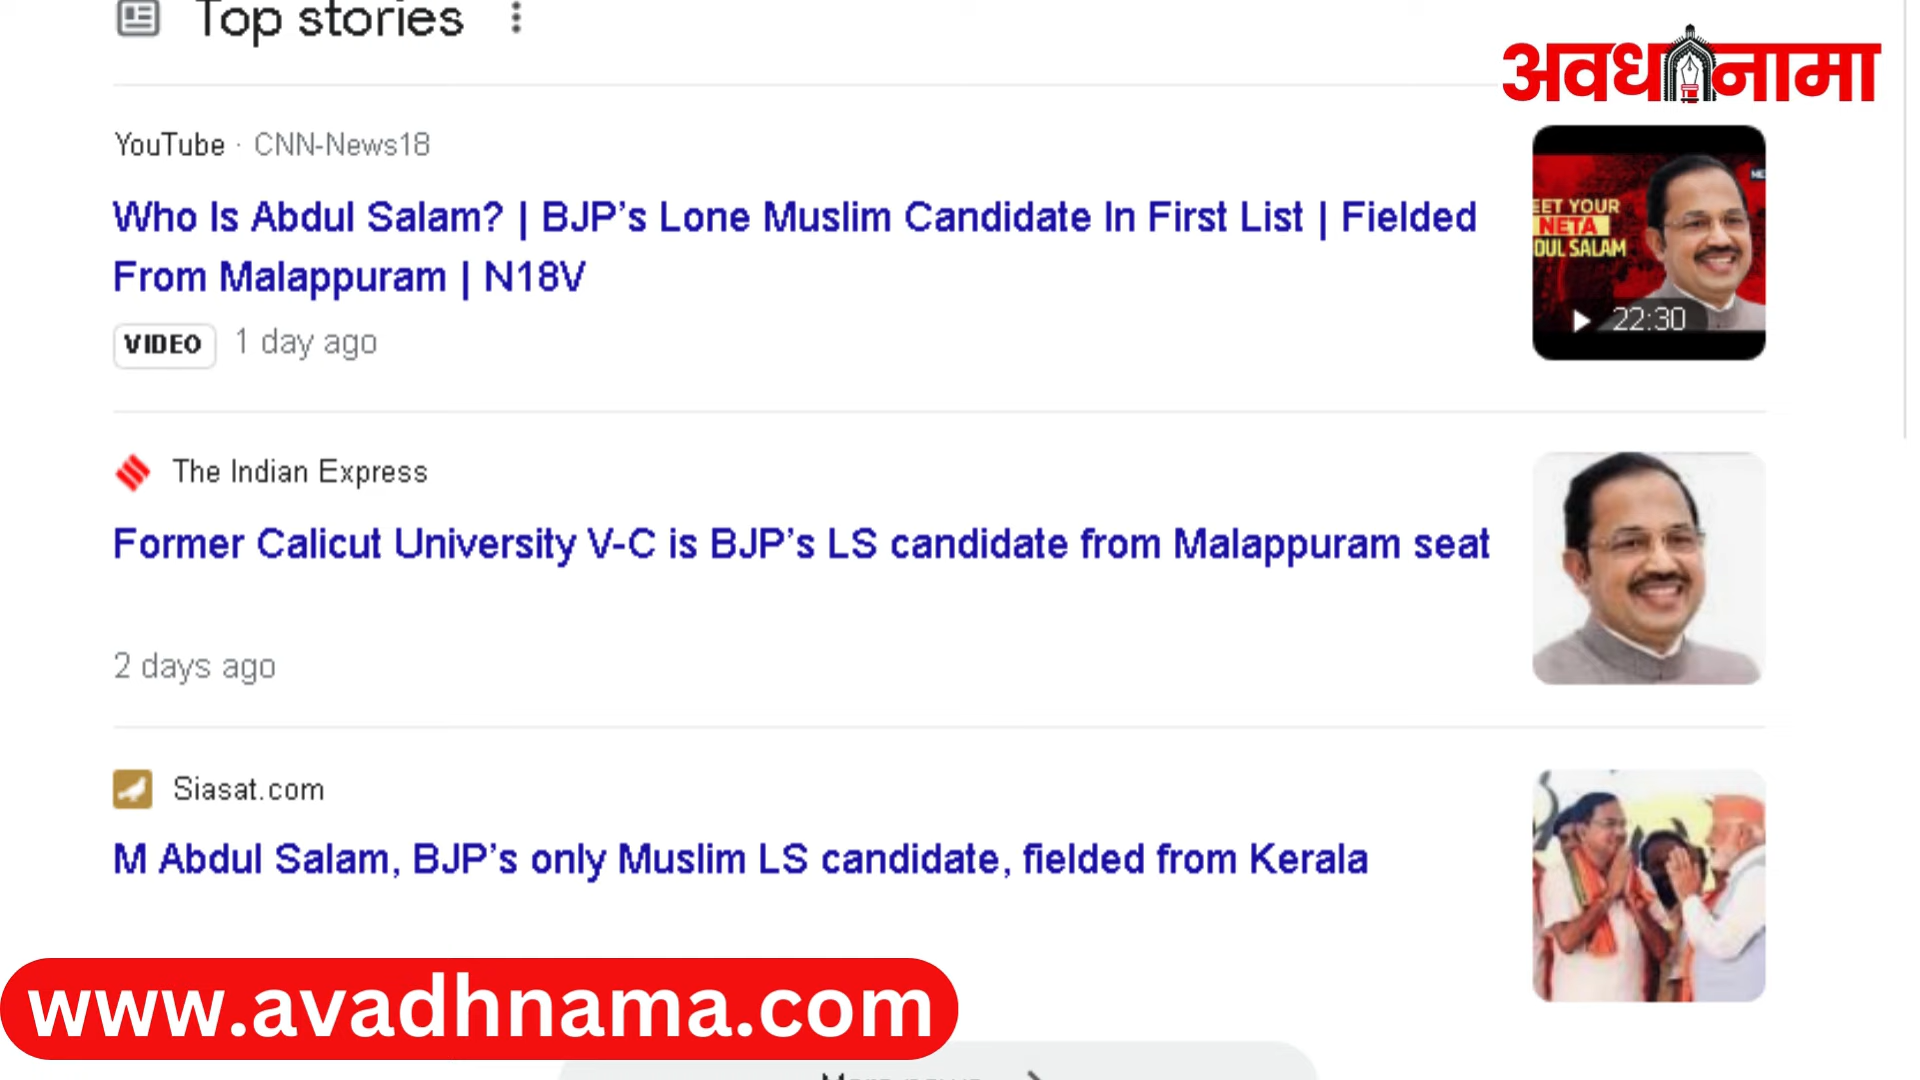 Top stories
अवधनामा
YouTube · CNN-News18
Who Is Abdul Salam? | BJP’s Lone Muslim Candidate In First List | Fielded
From Malappuram | N18V
VIDEO 1 day ago
EET YOUR
NETA
DUL SALAM
22:30
The Indian Express
Former Calicut University V-C is BJP’s LS candidate from Malappuram seat
2 days ago
Siasat.com
M Abdul Salam, BJP’s only Muslim LS candidate, fielded from Kerala
www.avadhnama.com